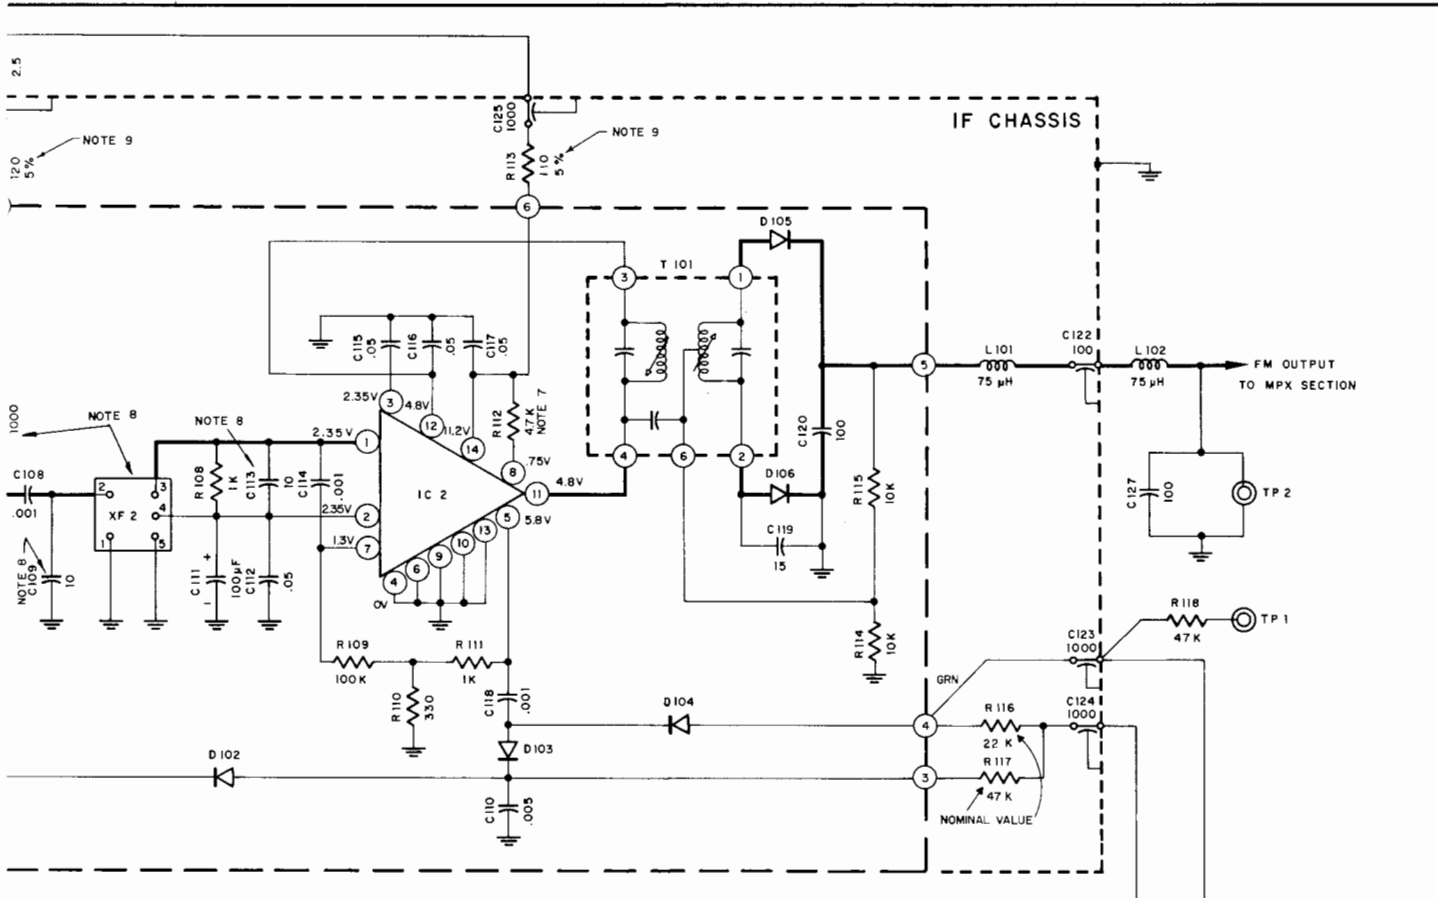 2.5
C125
1000
IF CHASSIS
NOTE 9
120
5%
R113
110
5%
NOTE 9
6
D105
3
T 101
1
C115
.05
C116
.05
C117
.05
L101
75 µH
C122
100
L102
75 µH
5
FM OUTPUT
TO MPX SECTION
2.35V
3
4.8V
12
11.2V
14
R112
4.7K
NOTE 7
8
.75V
1000
NOTE 8
NOTE 8
2.35V
1
C120
100
4
6
2
C108
.001
2
3
4
XF 2
1
5
R108
1K
C113
10
C114
.001
IC 2
11
4.8V
D106
R115
10K
C127
100
TP 2
2.35V
2
5
5.8V
13
10
9
6
4
0V
1.3V
7
C119
15
NOTE 8
C109
10
C111
+
100µF
C112
.05
R114
10K
R118
47 K
TP 1
C123
1000
R109
100 K
R111
1K
R110
330
C118
.001
D104
GRN
4
R116
22 K
C124
1000
D102
D103
3
R117
47 K
C110
.005
NOMINAL VALUE